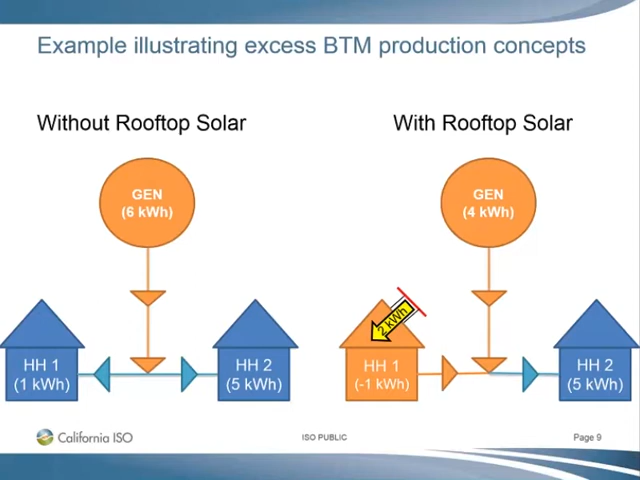 Example illustrating excess BTM production concepts
Without Rooftop Solar
With Rooftop Solar
GEN
(6 kWh)
GEN
(4 kWh)
2 kWh
HH 1
(1 kWh)
HH 2
(5 kWh)
HH 1
(-1 kWh)
HH 2
(5 kWh)
California ISO
ISO PUBLIC
Page 9